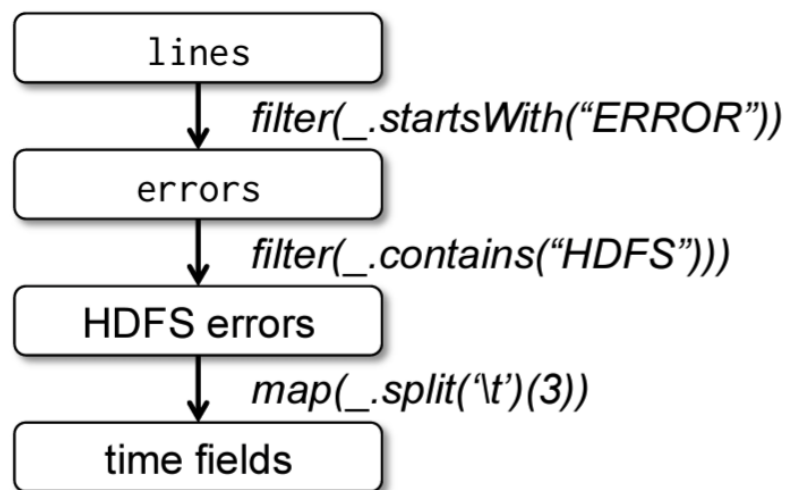 lines
filter(_.startsWith(“ERROR”))
errors
filter(_.contains(“HDFS”)))
HDFS errors
map(_.split(‘\t’)(3))
time fields